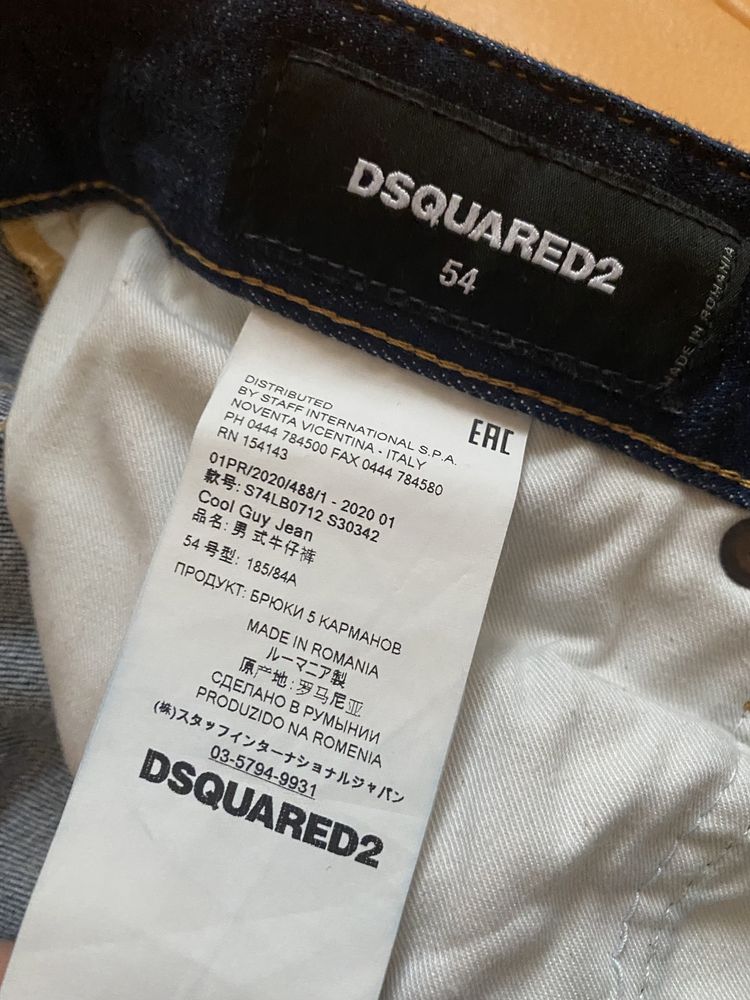 DSQUARED2
54
MADE IN ROMANIA
DISTRIBUTED
BY STAFF INTERNATIONAL S.P.A.
NOVENTA VICENTINA - ITALY
PH 0444 784500 FAX 0444 784580
RN 154143
EAC
01PR/2020/488/1 - 2020 01
款号: S74LB0712 S30342
Cool Guy Jean
品名: 男 式牛仔裤
54 号型: 185/84A
ПРОДУКТ: БРЮКИ 5 КАРМАНОВ
MADE IN ROMANIA
ルーマニア製
原产地: 罗马尼亚
СДЕЛАНО В РУМЫНИИ
PRODUZIDO NA ROMENIA
(株)スタッフインターナショナルジャパン
03-5794-9931
DSQUARED2